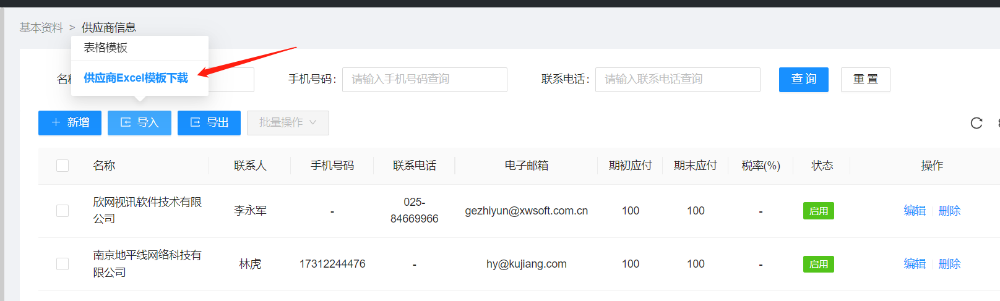 基本资料 > 供应商信息
表格模板
供应商Excel模板下载
名称
手机号码: 请输入手机号码查询
联系电话: 请输入联系电话查询
查 询 重 置
新增 导入 导出 批量操作
名称 联系人 手机号码 联系电话 电子邮箱 期初应付 期末应付 税率(%) 状态 操作
欣网视讯软件技术有限
公司
李永军
-
025-
84669966
gezhiyun@xwsoft.com.cn
100
100
-
启用
编辑 删除
南京地平线网络科技有
限公司
林虎
17312244476
-
hy@kujiang.com
100
100
-
启用
编辑 删除